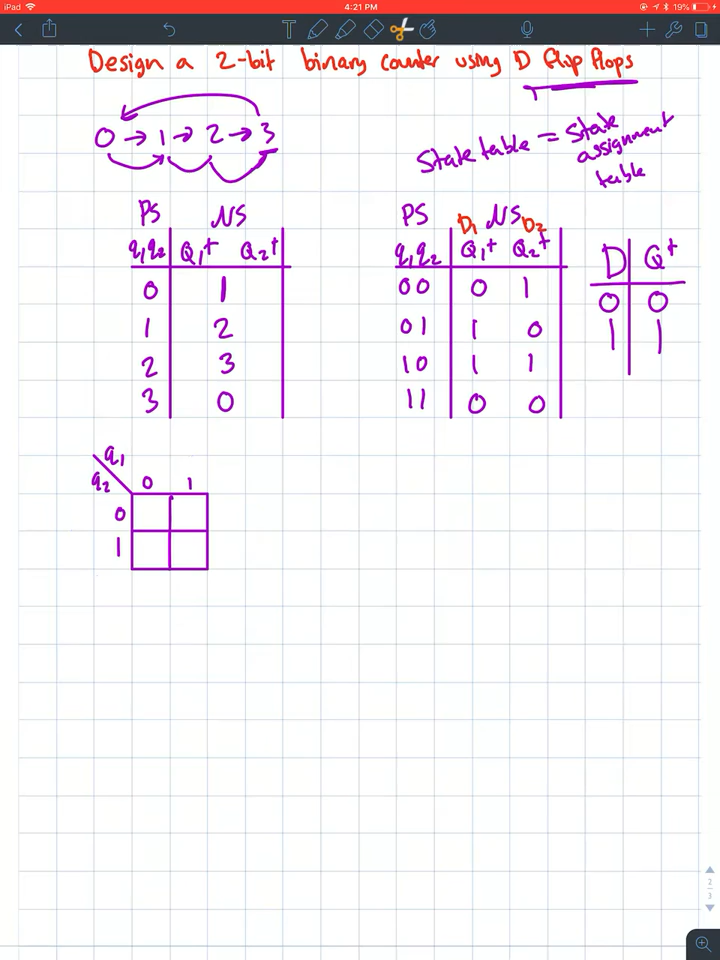 iPad
4:21 PM
19%
T
Design a 2-bit binary counter using D flip flops
0 → 1 → 2 → 3
State table = State
assignment
table
PS NS
q1q2 Q1+ Q2+
0 1
1 2
2 3
3 0
PS D1 NS D2
q1q2 Q1+ Q2+
00 0 1
01 1 0
10 1 1
11 0 0
D Q+
0 0
1 1
q1
q2 0 1
0
1
2
3